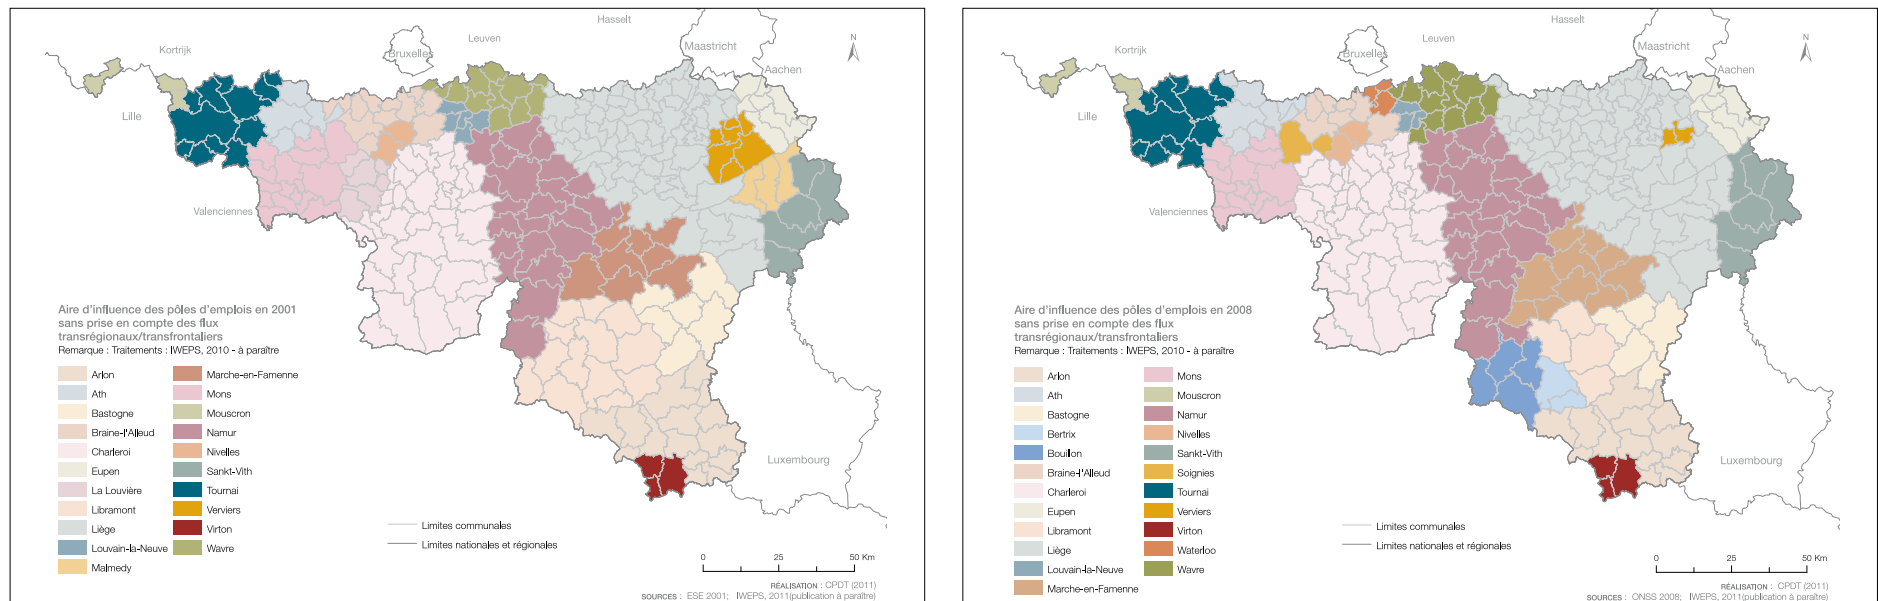 Hasselt
Kortrijk
Leuven
Bruxelles
Maastricht
N
Aachen
Lille
Valenciennes
Luxembourg
Aire d'influence des pôles d'emplois en 2001
sans prise en compte des flux
transrégionaux/transfrontaliers
Remarque : Traitements : IWEPS, 2010 - à paraître
Arlon
Ath
Bastogne
Braine-l'Alleud
Charleroi
Eupen
La Louvière
Libramont
Liège
Louvain-la-Neuve
Malmedy
Marche-en-Famenne
Mons
Mouscron
Namur
Nivelles
Sankt-Vith
Tournai
Verviers
Virton
Wavre
Limites communales
Limites nationales et régionales
0 25 50 Km
RÉALISATION : CPDT (2011)
SOURCES : ESE 2001; IWEPS, 2011(publication à paraître)
Hasselt
Kortrijk
Leuven
Bruxelles
Maastricht
N
Aachen
Lille
Valenciennes
Luxembourg
Aire d'influence des pôles d'emplois en 2008
sans prise en compte des flux
transrégionaux/transfrontaliers
Remarque : Traitements : IWEPS, 2010 - à paraître
Arlon
Ath
Bastogne
Bertrix
Bouillon
Braine-l'Alleud
Charleroi
Eupen
Libramont
Liège
Louvain-la-Neuve
Marche-en-Famenne
Mons
Mouscron
Namur
Nivelles
Sankt-Vith
Soignies
Tournai
Verviers
Virton
Waterloo
Wavre
Limites communales
Limites nationales et régionales
0 25 50 Km
RÉALISATION : CPDT (2011)
SOURCES : ONSS 2008; IWEPS, 2011(publication à paraître)